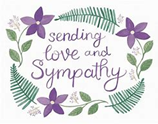 sending
love and
Sympathy